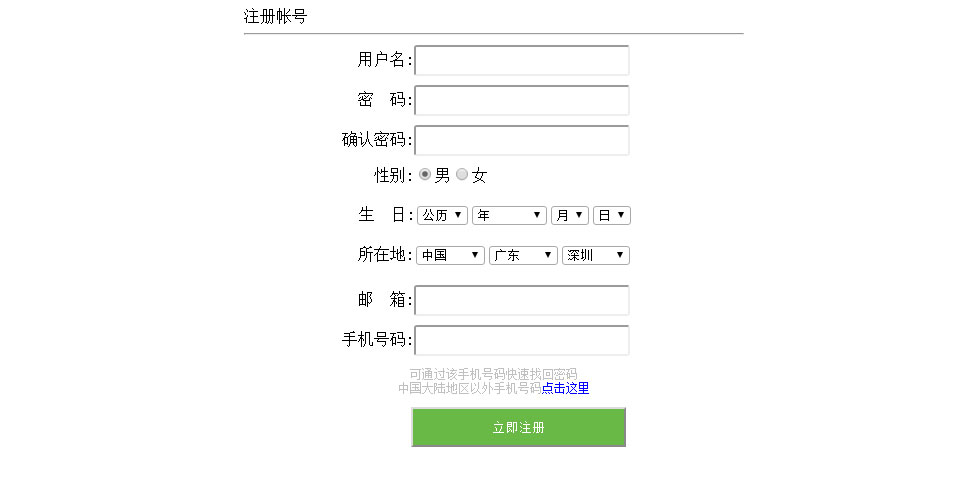 注册帐号
用户名:
密　码:
确认密码:
性别: 男 女
生　日: 公历 年 月 日
所在地: 中国 广东 深圳
邮　箱:
手机号码:
可通过该手机号码快速找回密码
中国大陆地区以外手机号码点击这里
立即注册